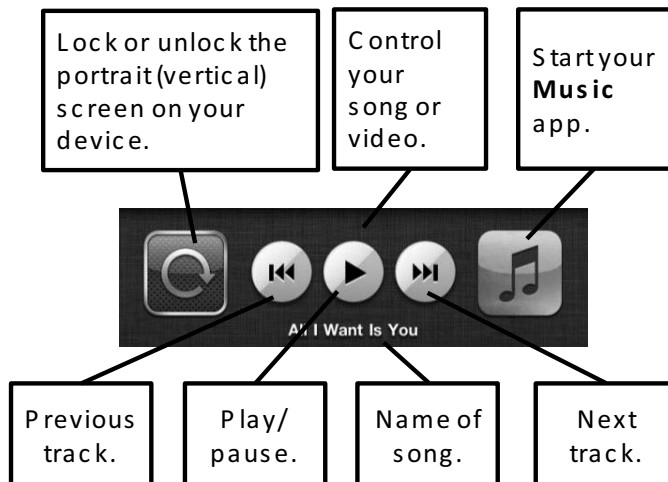 Lock or unlock the
portrait (vertical)
screen on your
device.
Control
your
song or
video.
Start your
Music
app.
All I Want Is You
Previous
track.
Play/
pause.
Name of
song.
Next
track.